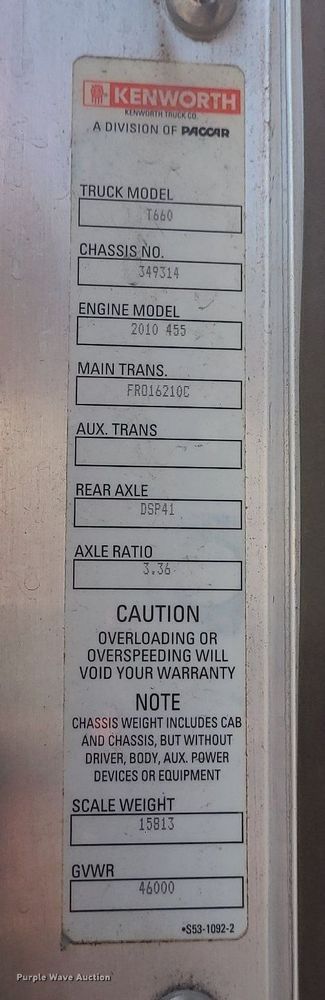 KENWORTH
KENWORTH TRUCK CO.
A DIVISION OF PACCAR
TRUCK MODEL
T660
CHASSIS NO.
349314
ENGINE MODEL
2010 455
MAIN TRANS.
FRO16210C
AUX. TRANS
REAR AXLE
DSP41
AXLE RATIO
3.36
CAUTION
OVERLOADING OR
OVERSPEEDING WILL
VOID YOUR WARRANTY
NOTE
CHASSIS WEIGHT INCLUDES CAB
AND CHASSIS, BUT WITHOUT
DRIVER, BODY, AUX. POWER
DEVICES OR EQUIPMENT
SCALE WEIGHT
15813
GVWR
46000
•S53-1092-2
Purple Wave Auction